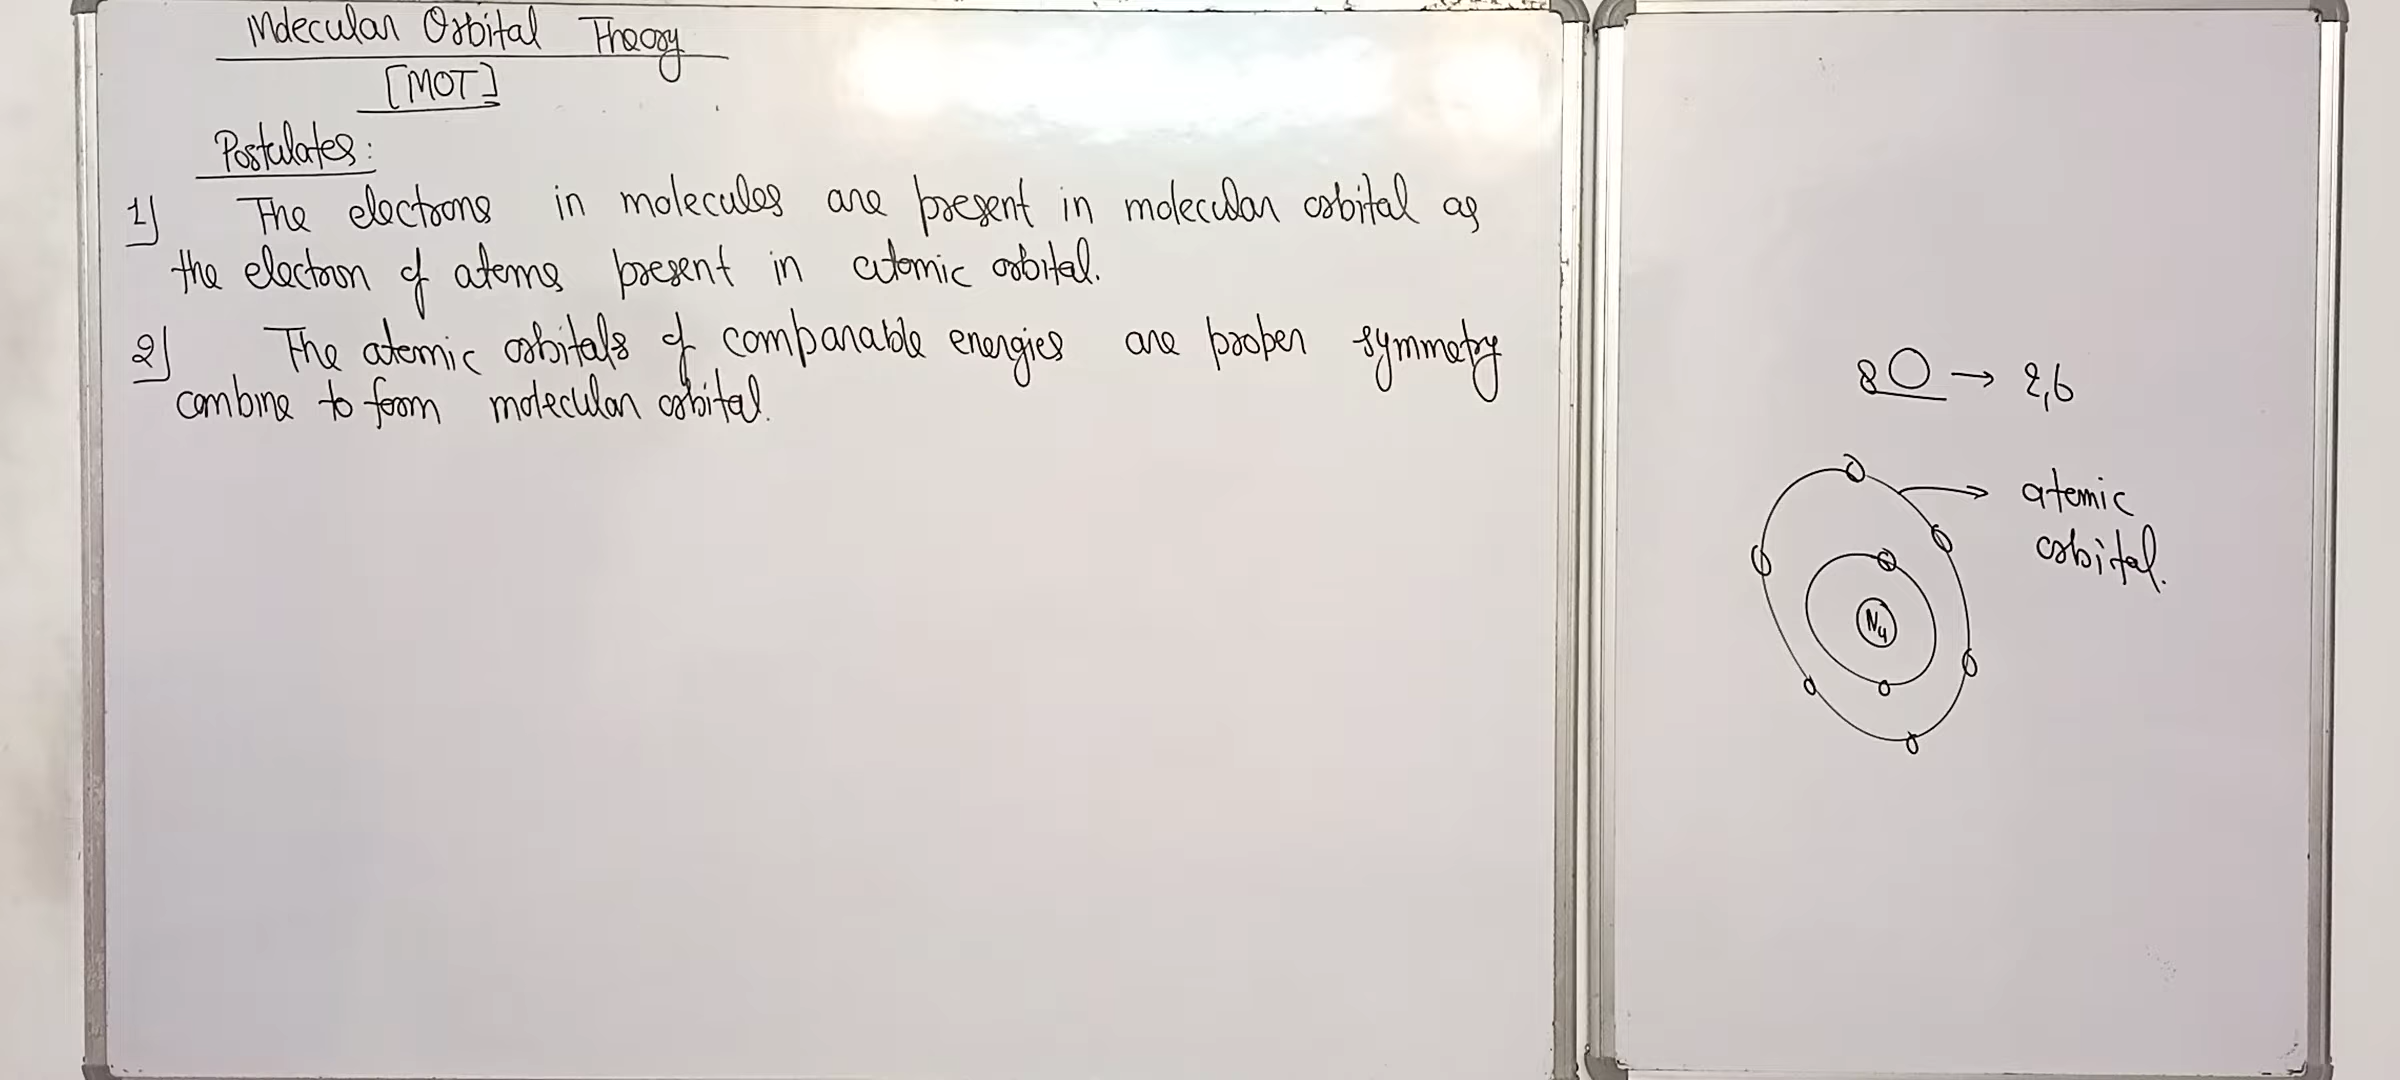 Molecular Orbital Theory
[MOT]
Postulates:
1) The electrons in molecules are present in molecular orbital as
the electron of atoms present in atomic orbital.
2) The atomic orbitals of comparable energies are proper symmetry
combine to form molecular orbital.
8O → 2,6
atomic
orbital.
N4